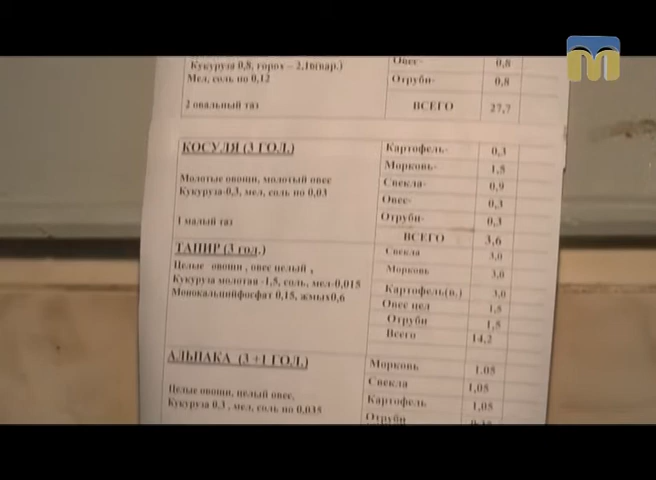 Кукуруза 0,8, горох – 2,1в(вар.)
Мел, соль по 0,12
2 овальный таз
Овес- 0,8
Отруби- 0,8
ВСЕГО 27,7
КОСУЛЯ (3 ГОЛ.)
Молотые овощи, молотый овес
Кукуруза-0,3, мел, соль по 0,03
1 малый таз
Картофель- 0,3
Морковь- 1,5
Свекла- 0,9
Овес- 0,3
Отруби- 0,3
ВСЕГО 3,6
ТАПИР (3 гол.)
Целые овощи , овес целый ,
Кукуруза молотая -1,5, соль, мел-0,015
Монокальцийфосфат 0,15, жмых0,6
Свекла 3,0
Морковь 3,0
Картофель(в.) 3,0
Овес цел 1,5
Отруби 1,5
Всего 14,2
АЛЬПАКА (3 +1 ГОЛ.)
Целые овощи, целый овес,
Кукуруза 0,3 , мел, соль по 0,035
Морковь 1.05
Свекла 1,05
Картофель 1,05
Отруби